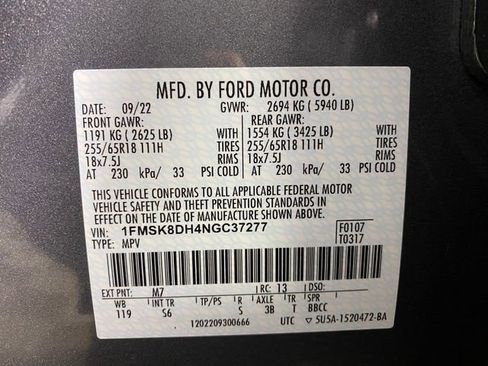 MFD. BY FORD MOTOR CO.
DATE: 09/22 GVWR: 2694 KG ( 5940 LB)
FRONT GAWR: REAR GAWR:
1191 KG ( 2625 LB) WITH 1554 KG ( 3425 LB) WITH
255/65R18 111H TIRES 255/65R18 111H TIRES
18x7.5J RIMS 18x7.5J RIMS
AT 230 kPa/ 33 PSI COLD AT 230 kPa/ 33 PSI COLD
THIS VEHICLE CONFORMS TO ALL APPLICABLE FEDERAL MOTOR
VEHICLE SAFETY AND THEFT PREVENTION STANDARDS IN
EFFECT ON THE DATE OF MANUFACTURE SHOWN ABOVE.
VIN: 1FMSK8DH4NGC37277 F0107
TYPE: MPV T0317
EXT PNT: M7 RC: 13 DSO:
WB INT TR TP/PS R AXLE TR SPR
119 S6 S 3B T BBCC
1202209300666 UTC 5U5A-1520472-BA